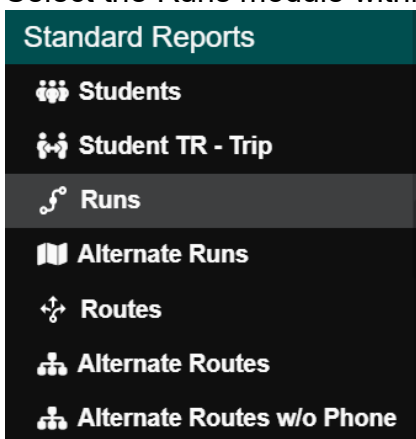 Select the Runs module within
Standard Reports
Students
Student TR - Trip
Runs
Alternate Runs
Routes
Alternate Routes
Alternate Routes w/o Phone